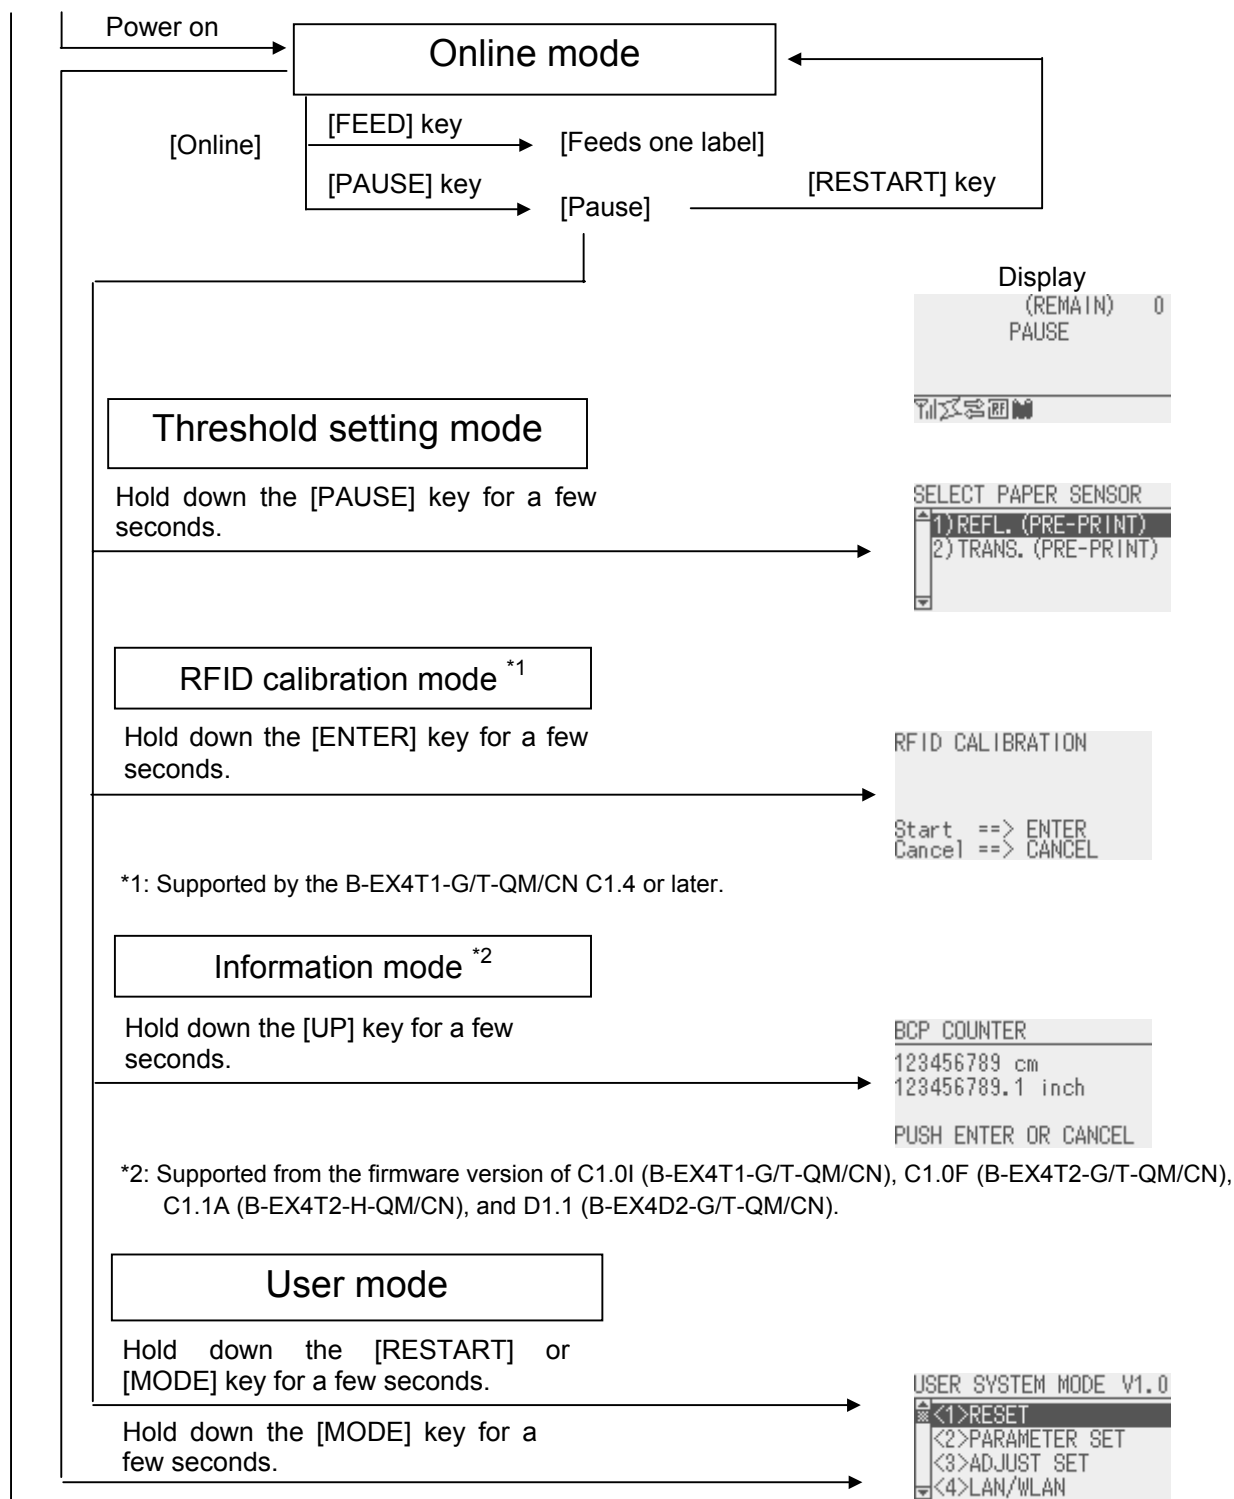 Power on
Online mode
[Online]
[FEED] key
[Feeds one label]
[PAUSE] key
[Pause]
[RESTART] key
Display
(REMAIN) 0
PAUSE
RF
Threshold setting mode
Hold down the [PAUSE] key for a few
seconds.
SELECT PAPER SENSOR
1)REFL.(PRE-PRINT)
2)TRANS.(PRE-PRINT)
RFID calibration mode *1
Hold down the [ENTER] key for a few
seconds.
RFID CALIBRATION
Start ==> ENTER
Cancel ==> CANCEL
*1: Supported by the B-EX4T1-G/T-QM/CN C1.4 or later.
Information mode *2
Hold down the [UP] key for a few
seconds.
BCP COUNTER
123456789 cm
123456789.1 inch
PUSH ENTER OR CANCEL
*2: Supported from the firmware version of C1.0I (B-EX4T1-G/T-QM/CN), C1.0F (B-EX4T2-G/T-QM/CN),
C1.1A (B-EX4T2-H-QM/CN), and D1.1 (B-EX4D2-G/T-QM/CN).
User mode
Hold down the [RESTART] or
[MODE] key for a few seconds.
Hold down the [MODE] key for a
few seconds.
USER SYSTEM MODE V1.0
<1>RESET
<2>PARAMETER SET
<3>ADJUST SET
<4>LAN/WLAN